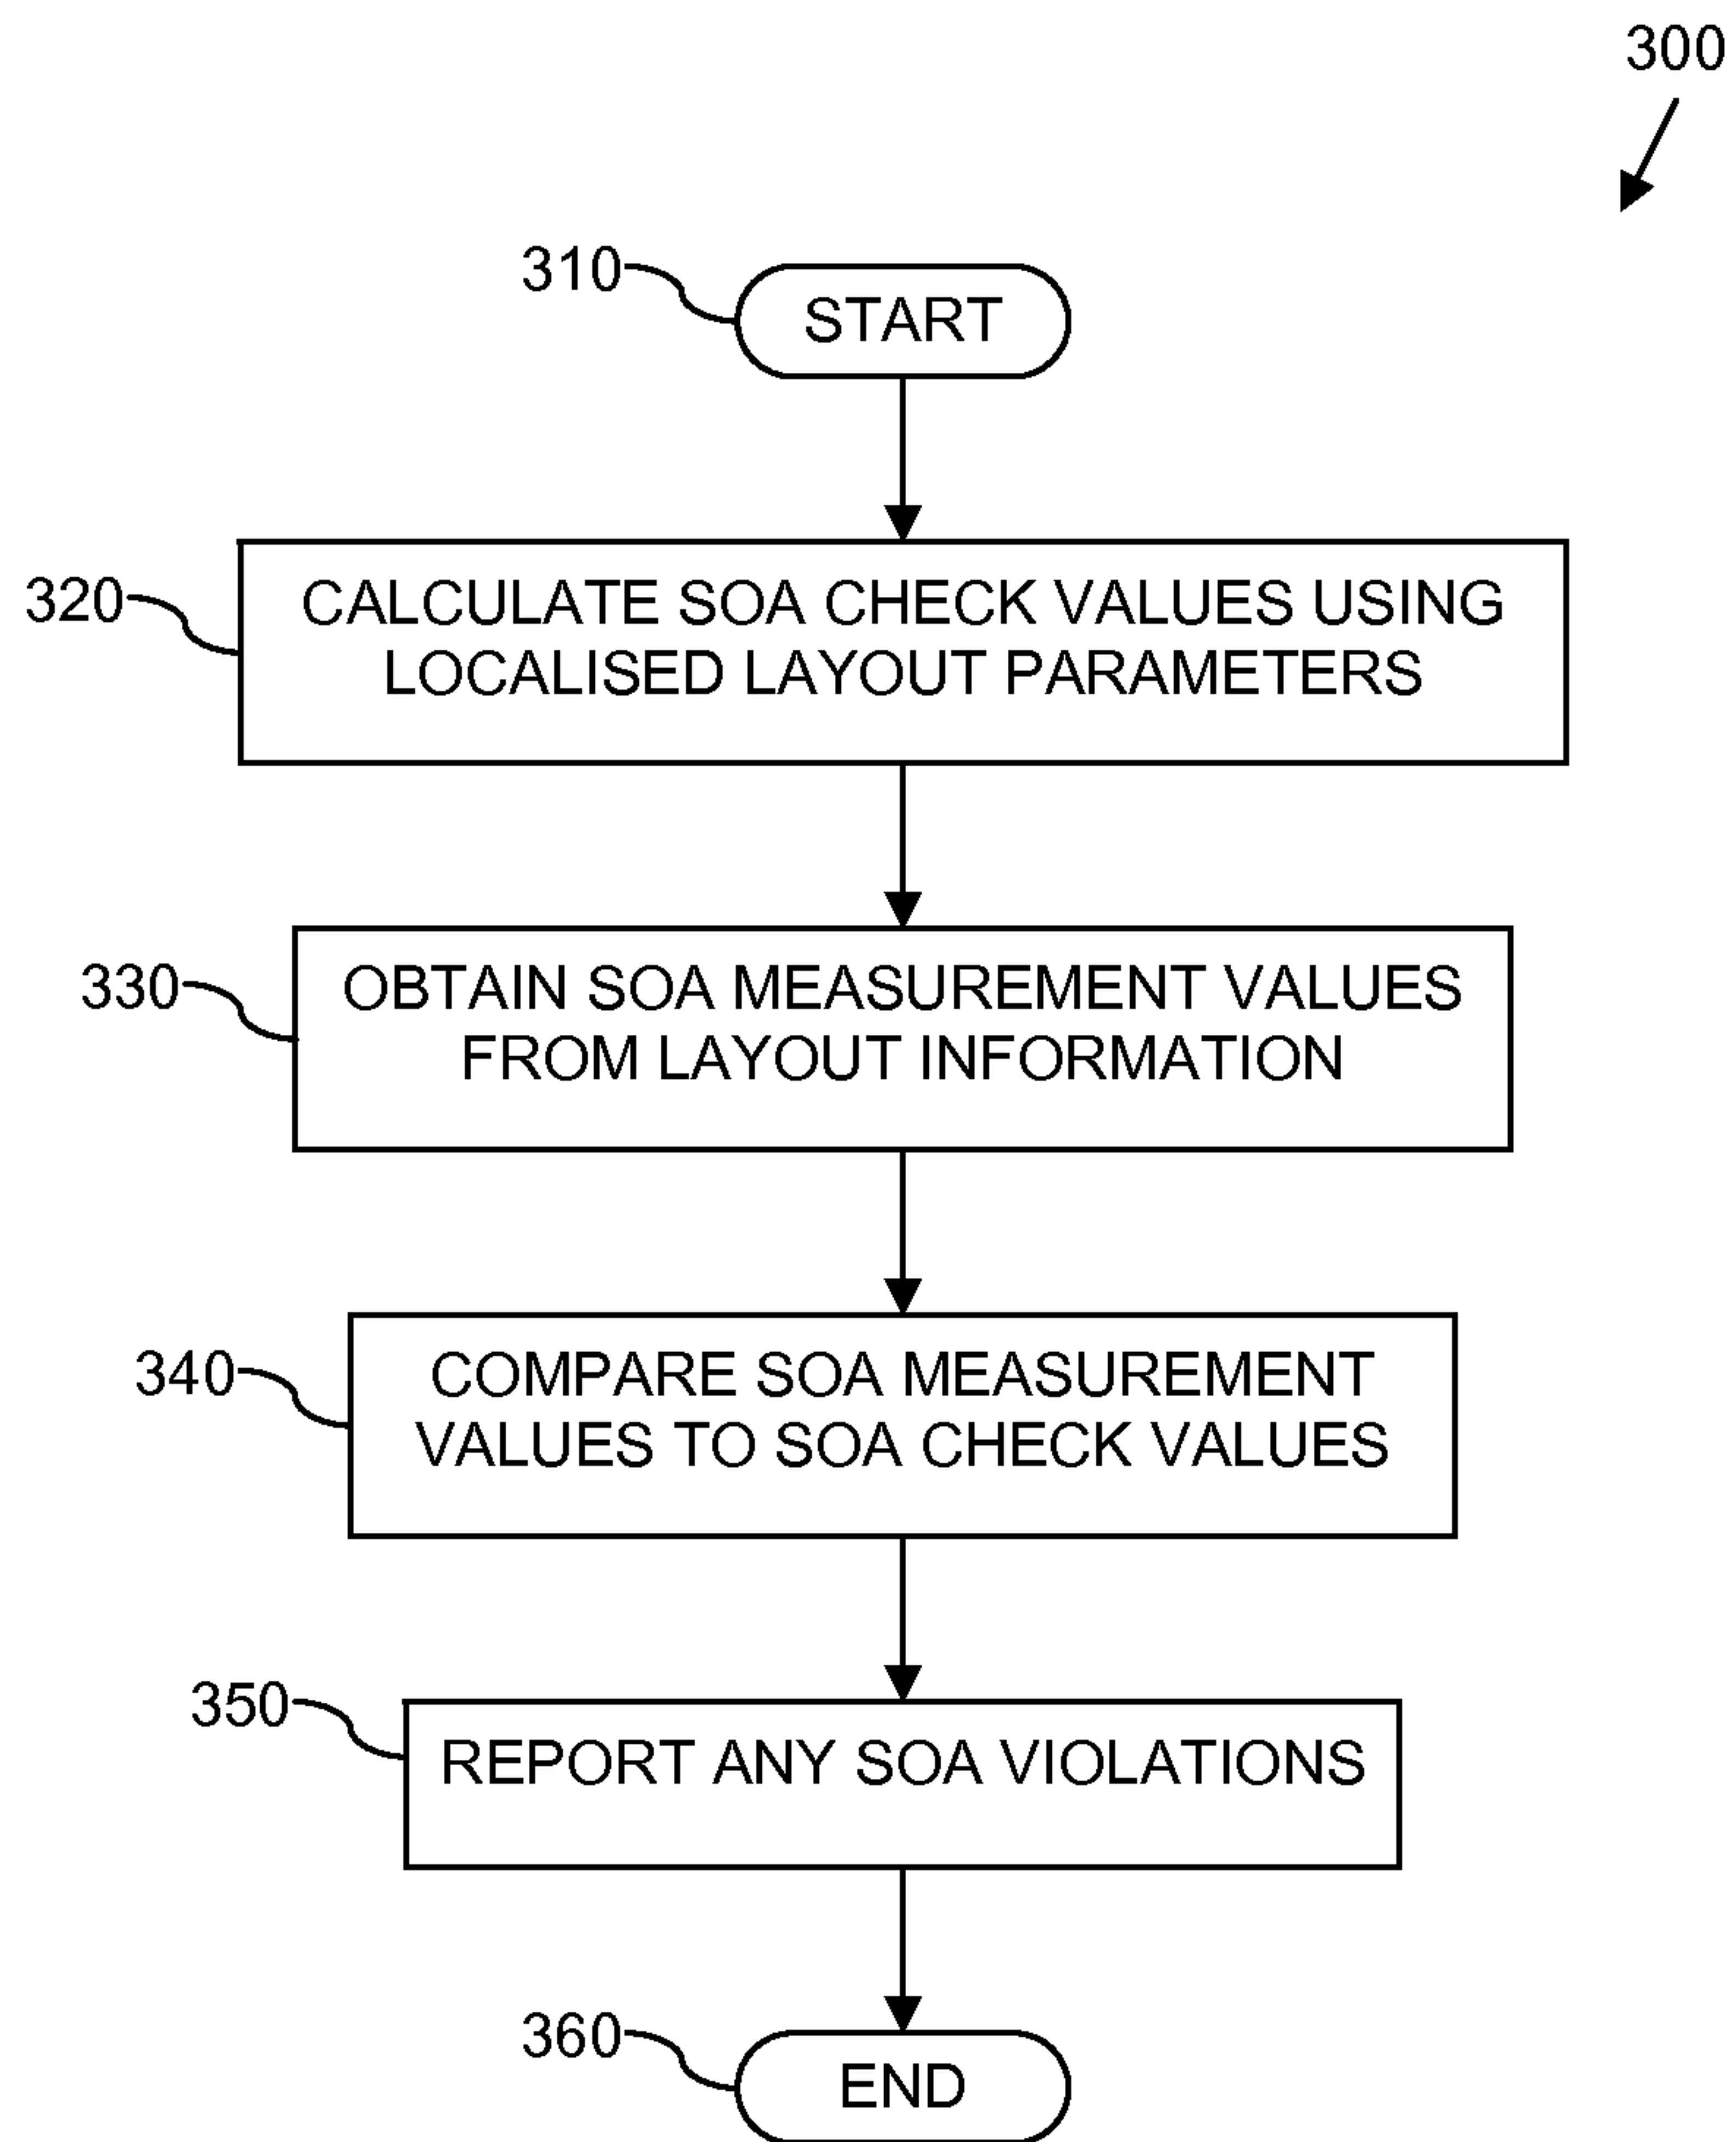 300
310
START
320
CALCULATE SOA CHECK VALUES USING
LOCALISED LAYOUT PARAMETERS
330
OBTAIN SOA MEASUREMENT VALUES
FROM LAYOUT INFORMATION
340
COMPARE SOA MEASUREMENT
VALUES TO SOA CHECK VALUES
350
REPORT ANY SOA VIOLATIONS
360
END